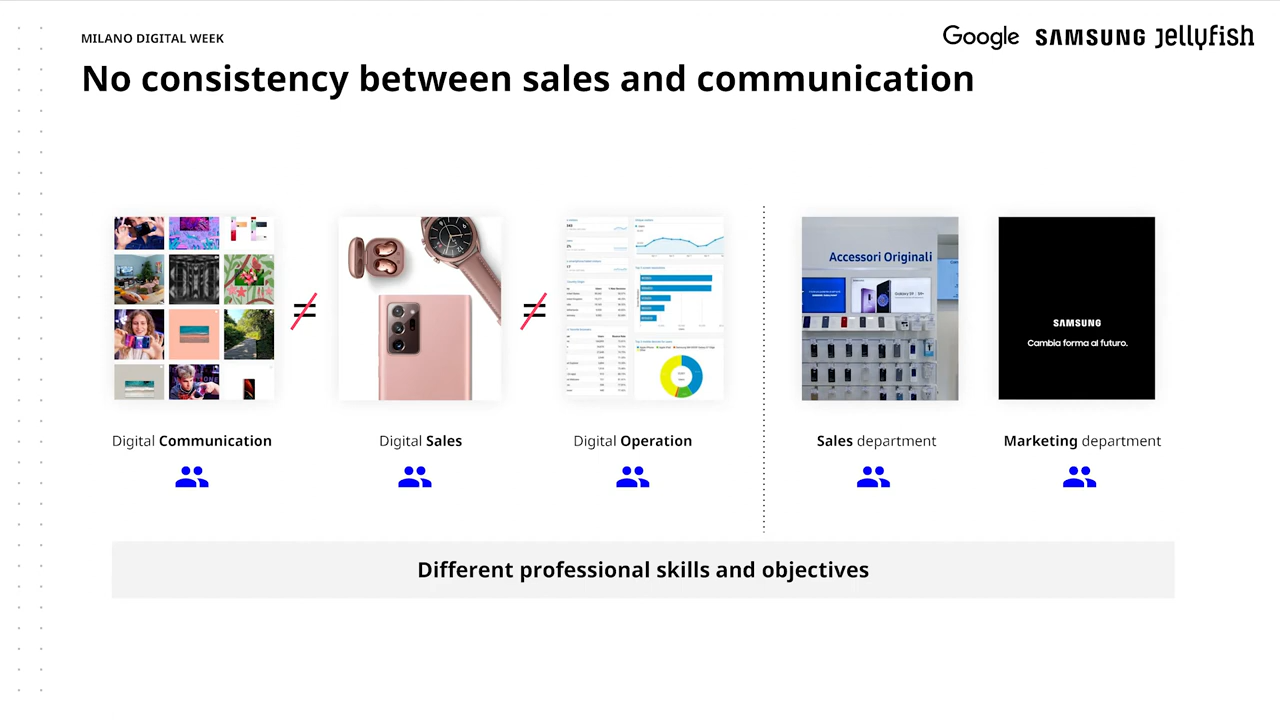 MILANO DIGITAL WEEK
Google SAMSUNG Jellyfish
No consistency between sales and communication
≠
≠
Accessori Originali
SAMSUNG
Cambia forma al futuro.
Digital Communication
Digital Sales
Digital Operation
Sales department
Marketing department
Different professional skills and objectives